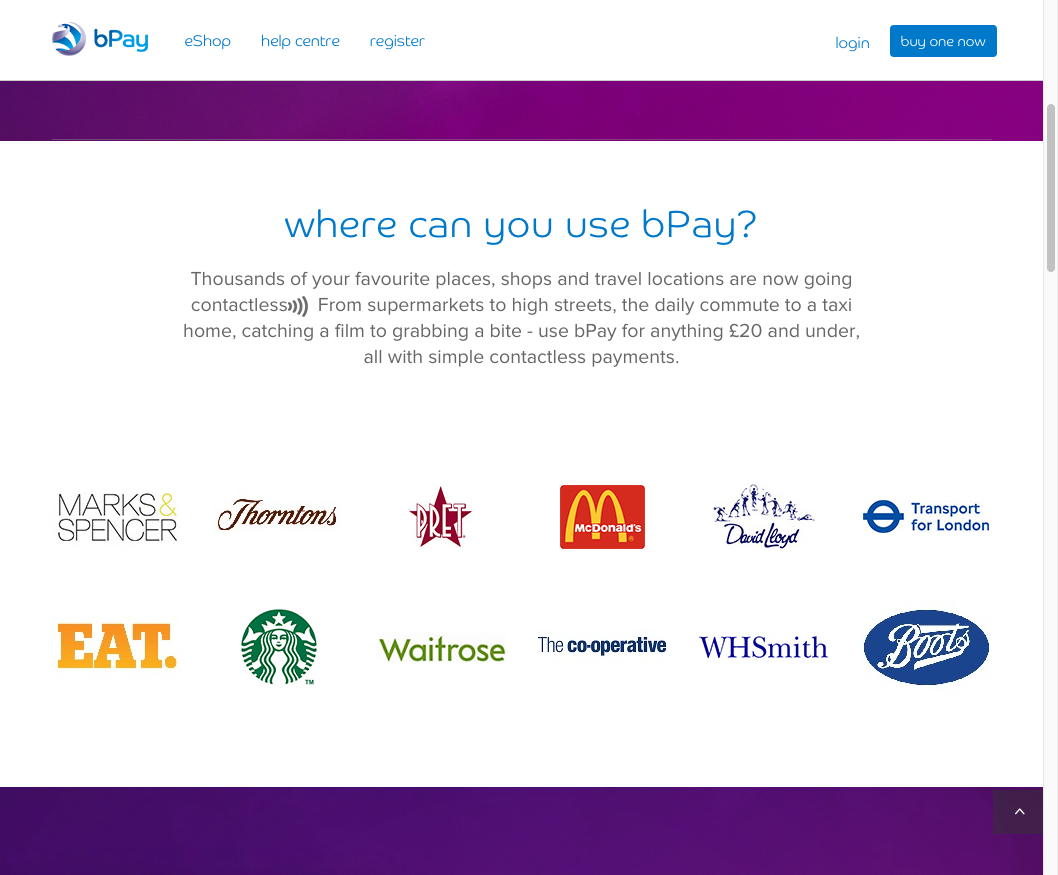 bPay eShop help centre register login buy one now
where can you use bPay?
Thousands of your favourite places, shops and travel locations are now going
contactless From supermarkets to high streets, the daily commute to a taxi
home, catching a film to grabbing a bite - use bPay for anything £20 and under,
all with simple contactless payments.
MARKS &
SPENCER
Thorntons
PRET
McDonald's
David Lloyd
Transport
for London
EAT.
TM
Waitrose
The co-operative
WHSmith
Boots